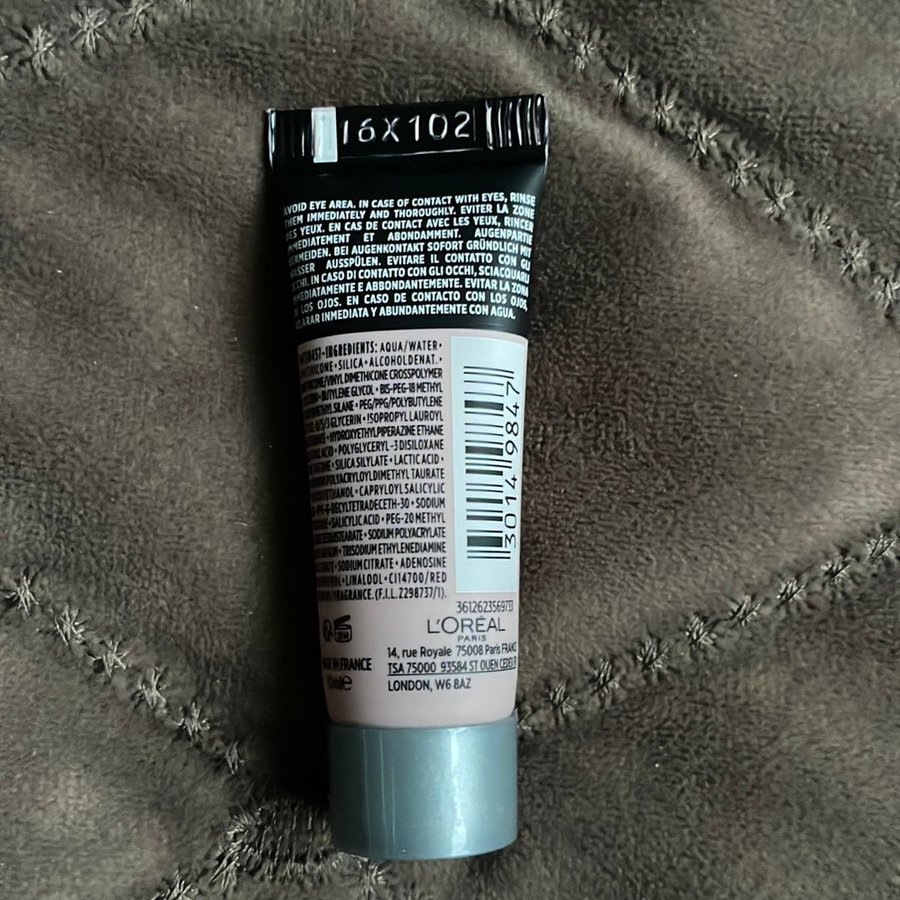 16X102
AVOID EYE AREA. IN CASE OF CONTACT WITH EYES, RINSE
THEM IMMEDIATELY AND THOROUGHLY. EVITER LA ZONE
DES YEUX. EN CAS DE CONTACT AVEC LES YEUX, RINCER
IMMEDIATEMENT ET ABONDAMMENT. AUGENPARTIE
VERMEIDEN. BEI AUGENKONTAKT SOFORT GRÜNDLICH MIT
WASSER AUSSPÜLEN. EVITARE IL CONTATTO CON GLI
OCCHI. IN CASO DI CONTATTO CON GLI OCCHI, SCIACQUARLI
IMMEDIATAMENTE E ABBONDANTEMENTE. EVITAR LA ZONA
DE LOS OJOS. EN CASO DE CONTACTO CON LOS OJOS,
ACLARAR INMEDIATA Y ABUNDANTEMENTE CON AGUA.
INGREDIENTS: AQUA/WATER •
• SILICA • ALCOHOL DENAT. •
DIMETHICONE/VINYL DIMETHICONE CROSSPOLYMER
• BUTYLENE GLYCOL • BIS-PEG-18 METHYL
SILANE • PEG/PPG/POLYBUTYLENE
GLYCERIN • ISOPROPYL LAUROYL
• HYDROXYETHYLPIPERAZINE ETHANE
ACID • POLYGLYCERYL-3 DISILOXANE
• SILICA SILYLATE • LACTIC ACID •
POLYACRYLOYLDIMETHYL TAURATE
• CAPRYLOYL SALICYLIC
DECYLTETRADECETH-30 • SODIUM
• SALICYLIC ACID • PEG-20 METHYL
• SODIUM POLYACRYLATE
• TRISODIUM ETHYLENEDIAMINE
• SODIUM CITRATE • ADENOSINE
• LINALOOL • CI 14700/RED
/FRAGRANCE. (F.I.L. Z298737/1).
30149847
3612623569733
L'ORÉAL
PARIS
14, rue Royale 75008 Paris FRANCE
TSA 75000 93584 ST OUEN CEDEX
LONDON, W6 8AZ
MADE IN FRANCE